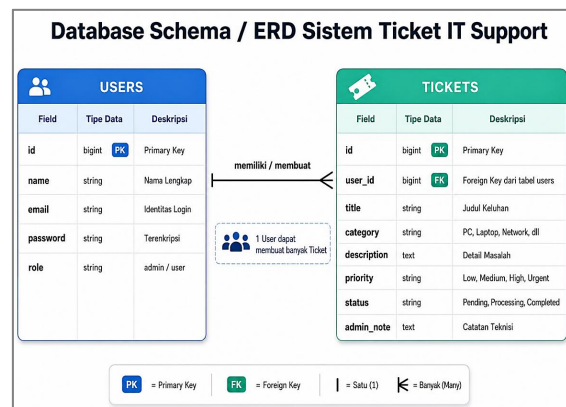 Database Schema / ERD Sistem Ticket IT Support
USERS
Field Tipe Data Deskripsi
id bigint PK Primary Key
name string Nama Lengkap
email string Identitas Login
password string Terenkripsi
role string admin / user
memiliki / membuat
1 User dapat
membuat banyak Ticket
TICKETS
Field Tipe Data Deskripsi
id bigint PK Primary Key
user_id bigint FK Foreign Key dari tabel users
title string Judul Keluhan
category string PC, Laptop, Network, dll
description text Detail Masalah
priority string Low, Medium, High, Urgent
status string Pending, Processing, Completed
admin_note text Catatan Teknisi
PK = Primary Key FK = Foreign Key = Satu (1) = Banyak (Many)